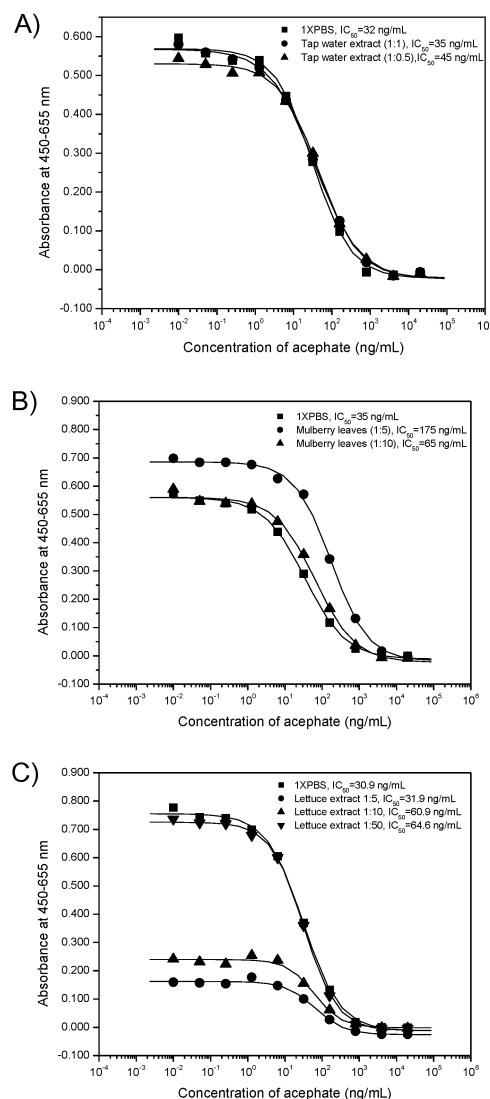 A)
1XPBS, IC50=32 ng/mL
Tap water extract (1:1), IC50=35 ng/mL
Tap water extract (1:0.5),IC50=45 ng/mL
0.600
0.500
0.400
0.300
0.200
0.100
0.000
-0.100
Absorbance at 450-655 nm
10-4 10-3 10-2 10-1 100 101 102 103 104 105
Concentration of acephate (ng/mL)
B)
1XPBS, IC50=35 ng/mL
Mulberry leaves (1:5), IC50=175 ng/mL
Mulberry leaves (1:10), IC50=65 ng/mL
0.900
0.800
0.700
0.600
0.500
0.400
0.300
0.200
0.100
0.000
-0.100
Absorbance at 450-655 nm
10-4 10-3 10-2 10-1 100 101 102 103 104 105 106
Concentration of acephate (ng/mL)
C)
1XPBS, IC50=30.9 ng/mL
Lettuce extract 1:5, IC50=31.9 ng/mL
Lettuce extract 1:10, IC50=60.9 ng/mL
Lettuce extract 1:50, IC50=64.6 ng/mL
0.900
0.800
0.700
0.600
0.500
0.400
0.300
0.200
0.100
0.000
-0.100
Absorbance at 450-655 nm
10-4 10-3 10-2 10-1 100 101 102 103 104 105 106
Concentration of acephate (ng/mL)